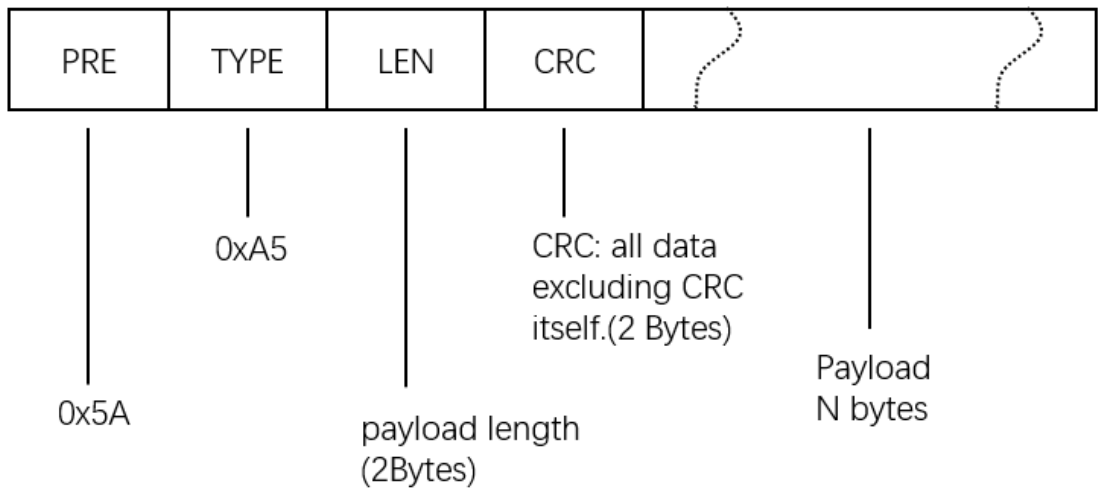 PRE
TYPE
LEN
CRC
0xA5
CRC: all data
excluding CRC
itself.(2 Bytes)
Payload
N bytes
0x5A
payload length
(2Bytes)